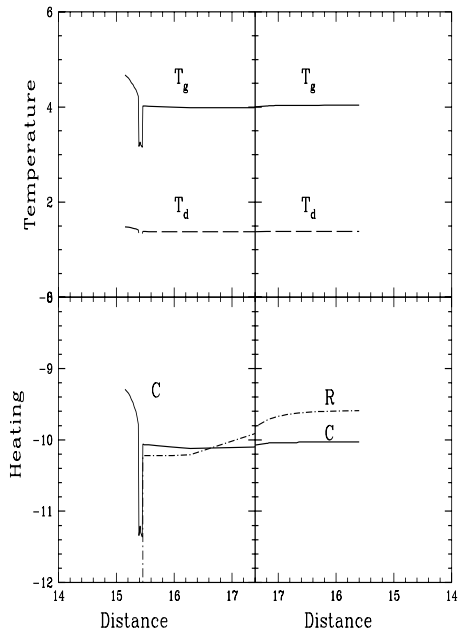 6
4
2
-8
-9
-10
-11
-12
Temperature
T_g
T_g
T_d
T_d
Heating
C
R
C
14
15
16
17
17
16
15
14
Distance
Distance